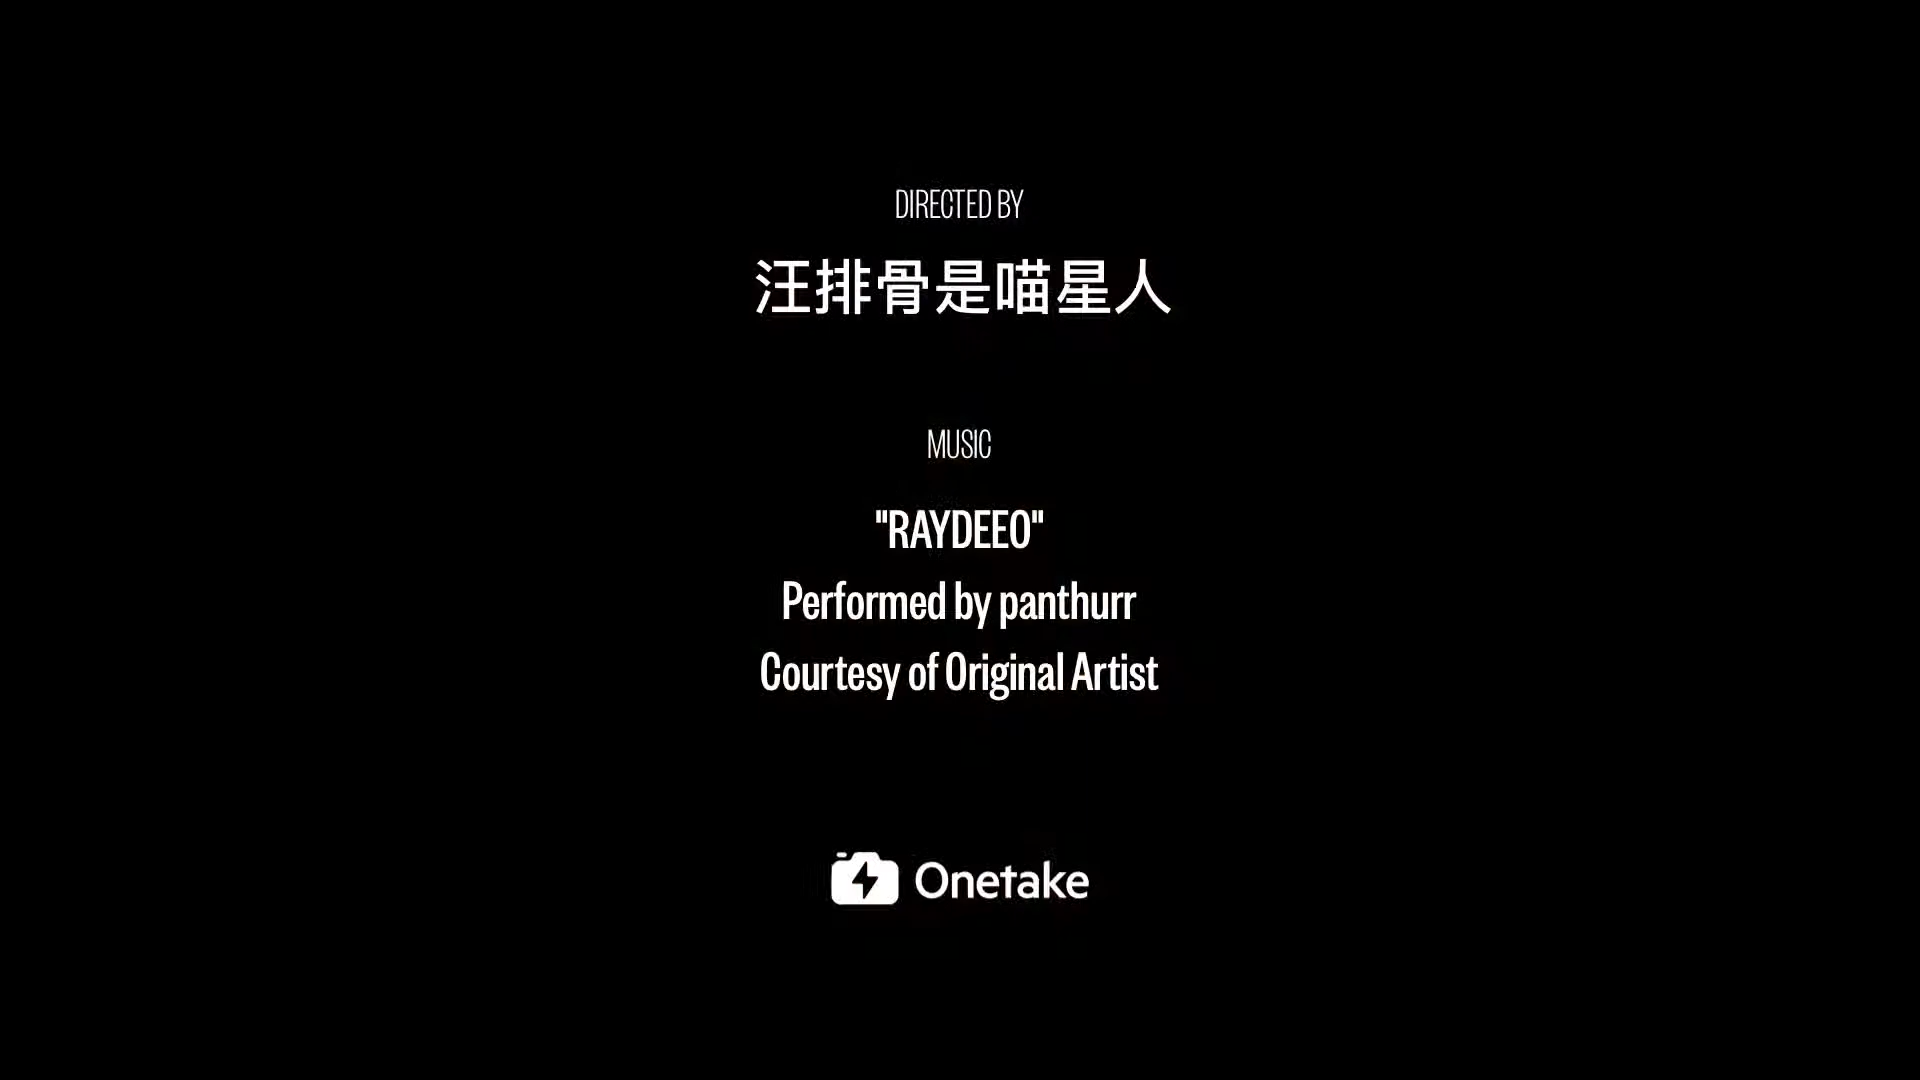 DIRECTED BY
汪排骨是喵星人
MUSIC
"RAYDEEO"
Performed by panthurr
Courtesy of Original Artist
Onetake